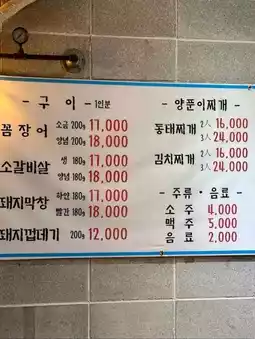 - 구 이 - 1인분
꼼장어 소금 200g 17,000
양념 200g 18,000
소갈비살 생 180g 17,000
양념 180g 18,000
돼지막창 하얀 180g 17,000
빨간 180g 18,000
돼지껍데기 200g 12,000
- 양푼이찌개 -
동태찌개 2人 16,000
3人 24,000
김치찌개 2人 16,000
3人 24,000
- 주류 · 음료 -
소 주 4,000
맥 주 5,000
음 료 2,000